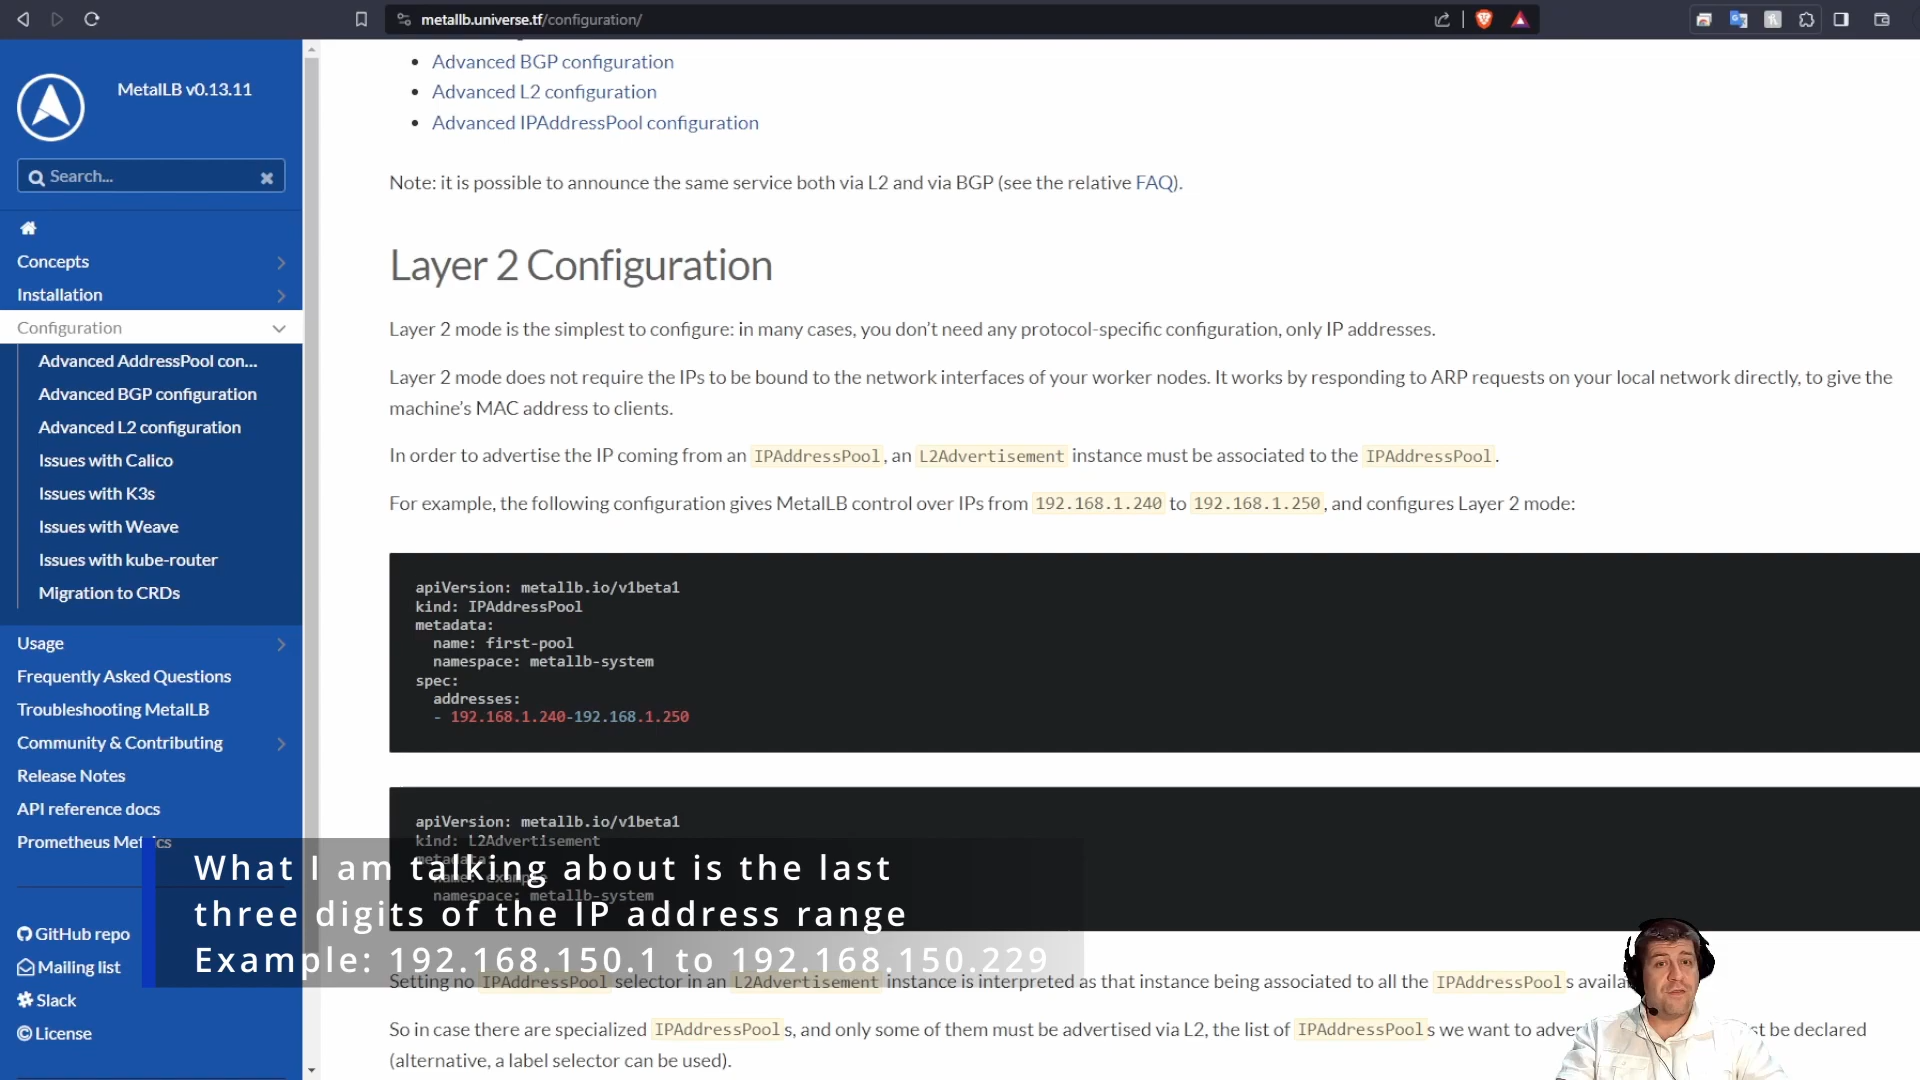 metallb.universe.tf/configuration/
MetalLB v0.13.11
Search...
Concepts
Installation
Configuration
Advanced AddressPool con...
Advanced BGP configuration
Advanced L2 configuration
Issues with Calico
Issues with K3s
Issues with Weave
Issues with kube-router
Migration to CRDs
Usage
Frequently Asked Questions
Troubleshooting MetalLB
Community & Contributing
Release Notes
API reference docs
Prometheus Metrics
GitHub repo
Mailing list
Slack
License
Advanced BGP configuration
Advanced L2 configuration
Advanced IPAddressPool configuration
Note: it is possible to announce the same service both via L2 and via BGP (see the relative FAQ).
Layer 2 Configuration
Layer 2 mode is the simplest to configure: in many cases, you don’t need any protocol-specific configuration, only IP addresses.
Layer 2 mode does not require the IPs to be bound to the network interfaces of your worker nodes. It works by responding to ARP requests on your local network directly, to give the
machine’s MAC address to clients.
In order to advertise the IP coming from an IPAddressPool, an L2Advertisement instance must be associated to the IPAddressPool.
For example, the following configuration gives MetalLB control over IPs from 192.168.1.240 to 192.168.1.250, and configures Layer 2 mode:
apiVersion: metallb.io/v1beta1
kind: IPAddressPool
metadata:
  name: first-pool
  namespace: metallb-system
spec:
  addresses:
  - 192.168.1.240-192.168.1.250
apiVersion: metallb.io/v1beta1
kind: L2Advertisement
metadata:
  name: example
  namespace: metallb-system
What I am talking about is the last
three digits of the IP address range
Example: 192.168.150.1 to 192.168.150.229
Setting no IPAddressPool selector in an L2Advertisement instance is interpreted as that instance being associated to all the IPAddressPools
So in case there are specialized IPAddressPools, and only some of them must be advertised via L2, the list of IPAddressPools we want to be declared
(alternative, a label selector can be used).